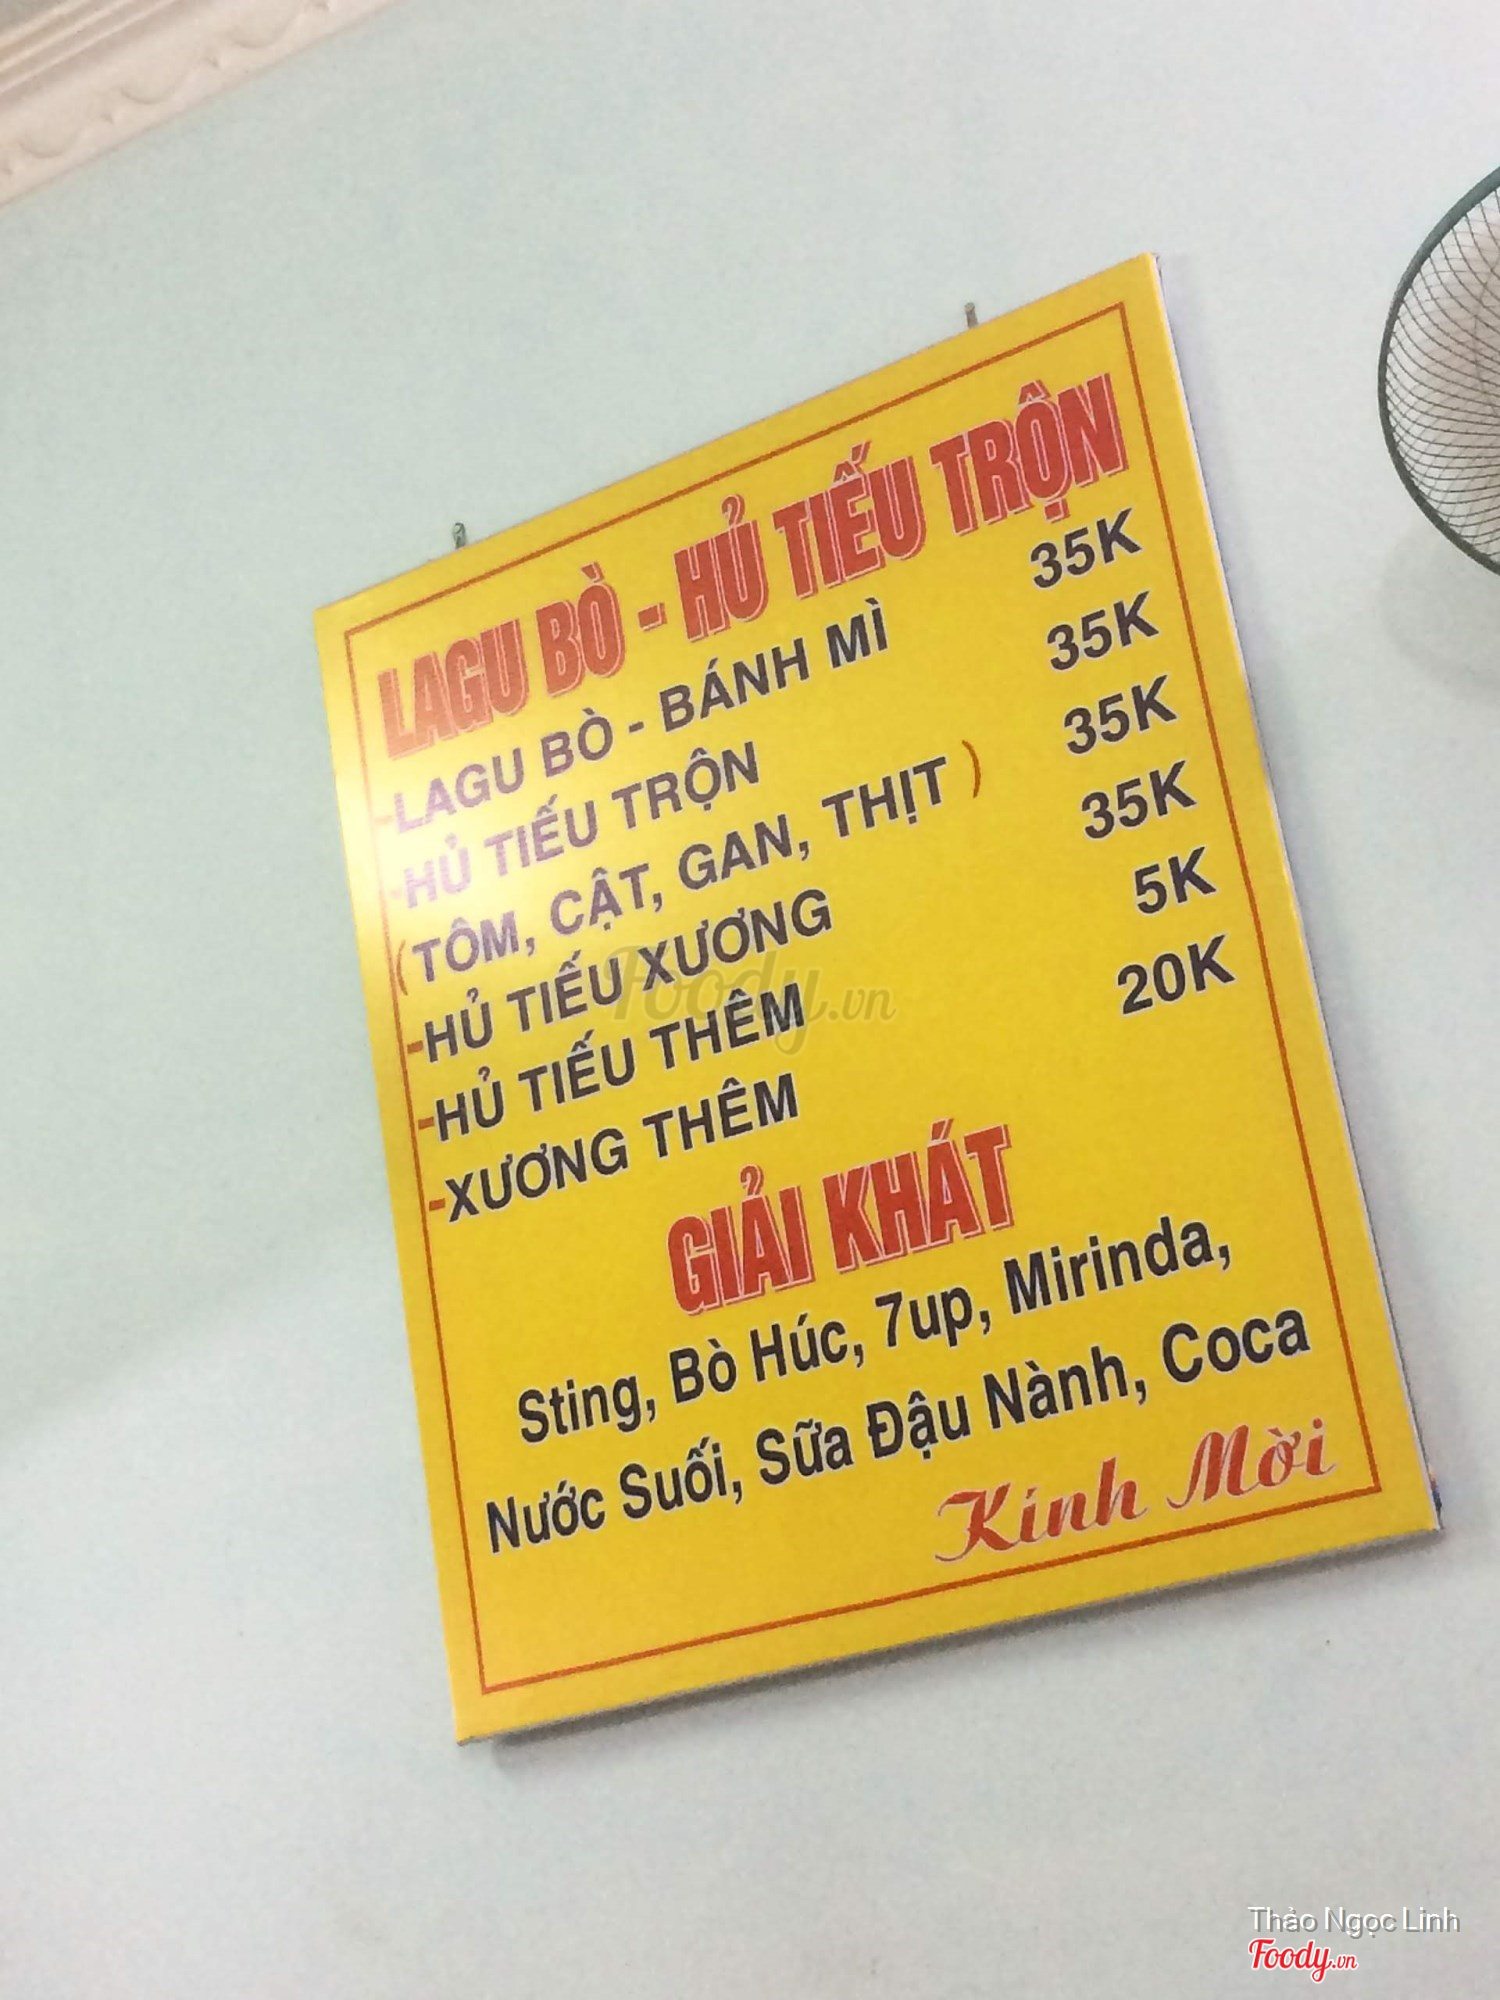 LAGU BÒ - HỦ TIẾU TRỘN
-LAGU BÒ - BÁNH MÌ 35K
-HỦ TIẾU TRỘN 35K
(TÔM, CẬT, GAN, THỊT) 35K
-HỦ TIẾU XƯƠNG 35K
-HỦ TIẾU THÊM 5K
-XƯƠNG THÊM 20K
GIẢI KHÁT
Sting, Bò Húc, 7up, Mirinda,
Nước Suối, Sữa Đậu Nành, Coca
Kính Mời
Foody.vn
Thảo Ngọc Linh
Foody.vn